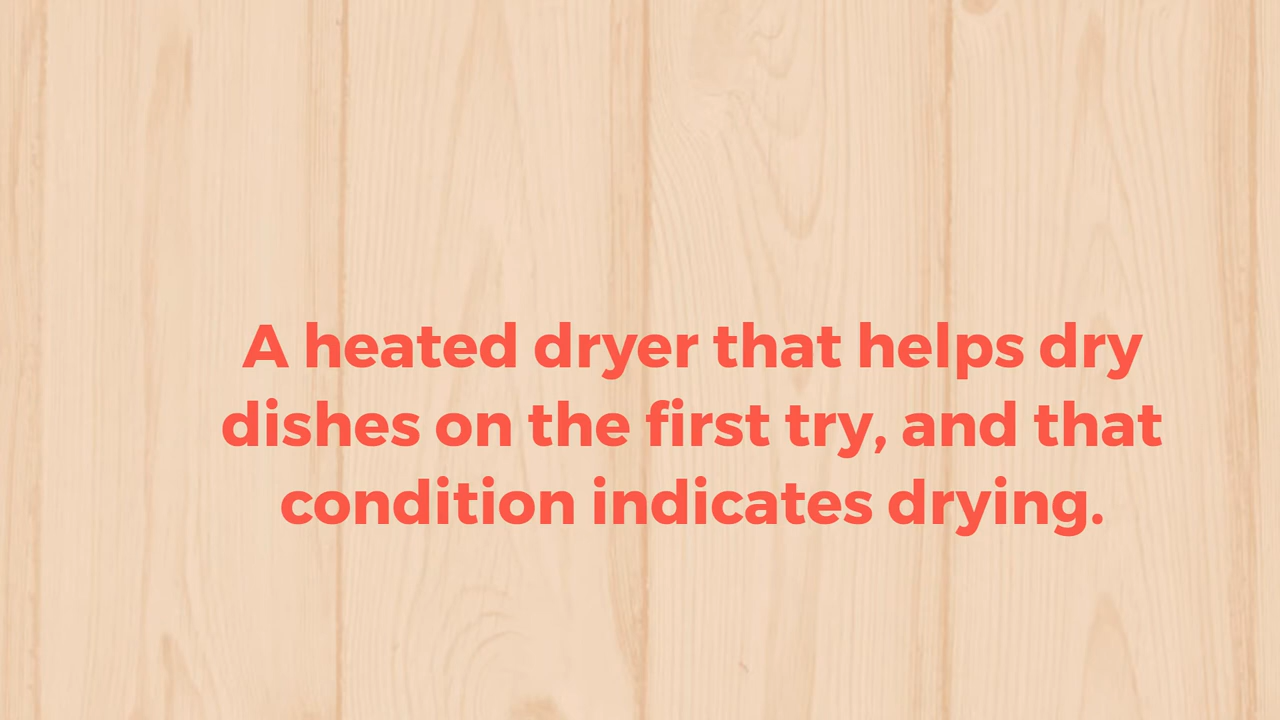 A heated dryer that helps dry
dishes on the first try, and that
condition indicates drying.